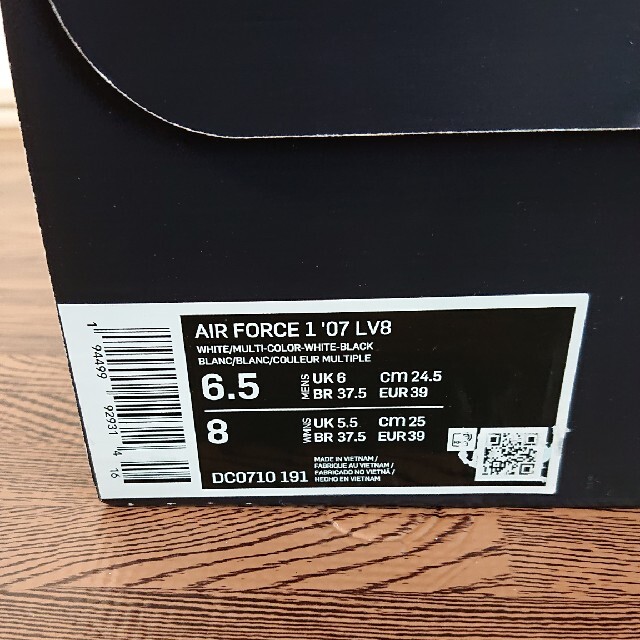 AIR FORCE 1 '07 LV8
WHITE/MULTI-COLOR-WHITE-BLACK
BLANC/BLANC/COULEUR MULTIPLE
6.5 MENS UK 6 cm 24.5
BR 37.5 EUR 39
8 WMNS UK 5.5 cm 25
BR 37.5 EUR 39
DC0710 191
MADE IN VIETNAM/
FABRIQUE AU VIETNAM/
FABRICADO NO VIETNÃ/
HECHO EN VIETNAM
1 94499 92931 4 16